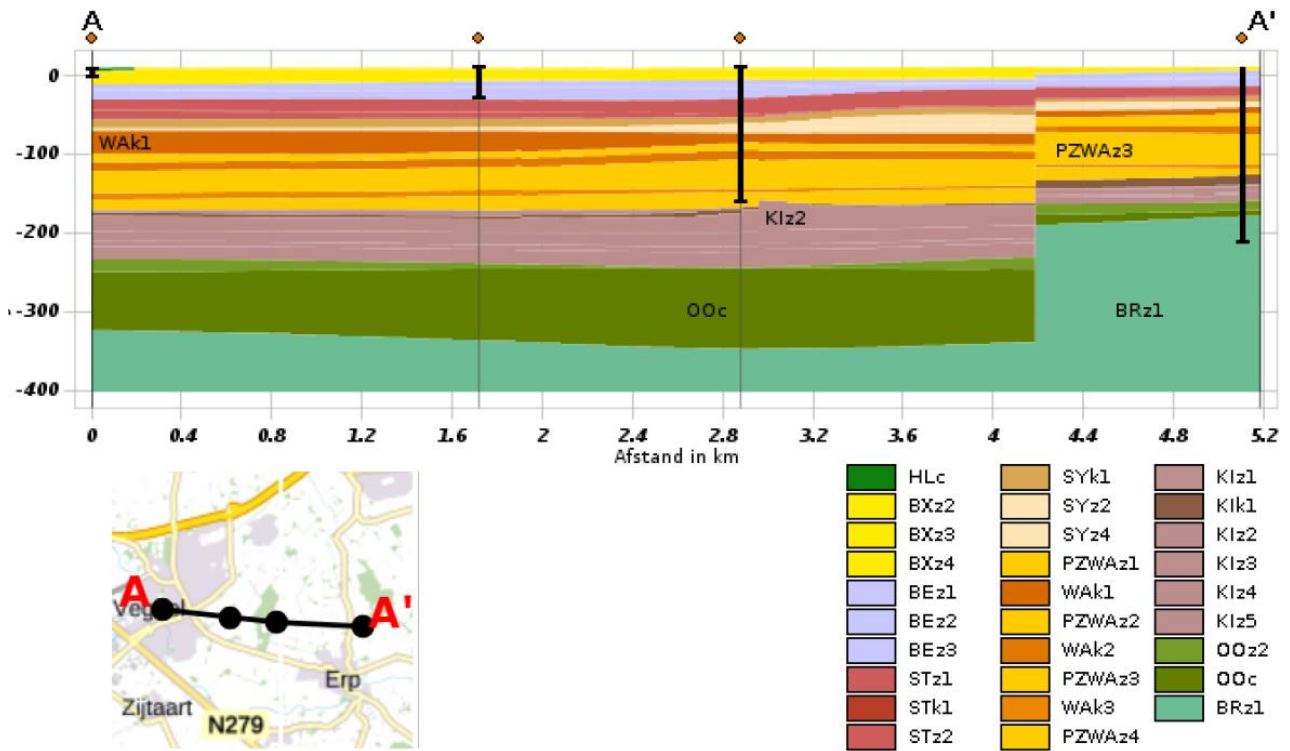 A A'
0
WAk1
-100
PZWAz3
-200
KIz2
-300
OOc
BRz1
-400
0 0.4 0.8 1.2 1.6 2 2.4 2.8 3.2 3.6 4 4.4 4.8 5.2
Afstand in km
HLc SYk1 KIz1
BXz2 SYz2 KIk1
BXz3 SYz4 KIz2
BXz4 PZWAz1 KIz3
BEz1 WAk1 KIz4
BEz2 PZWAz2 KIz5
BEz3 WAk2 OOz2
STz1 PZWAz3 OOc
STk1 WAk3 BRz1
STz2 PZWAz4
A
A'
Erp
Zijtaart
N279